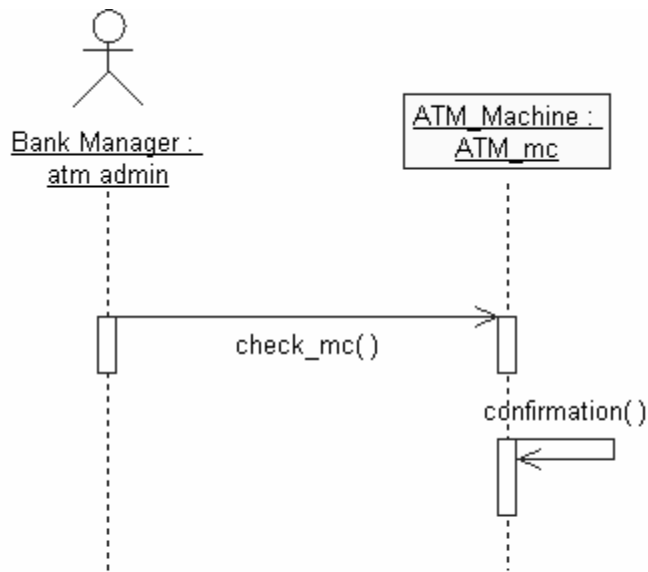 Bank Manager :
atm admin
ATM_Machine :
ATM_mc
check_mc( )
confirmation( )